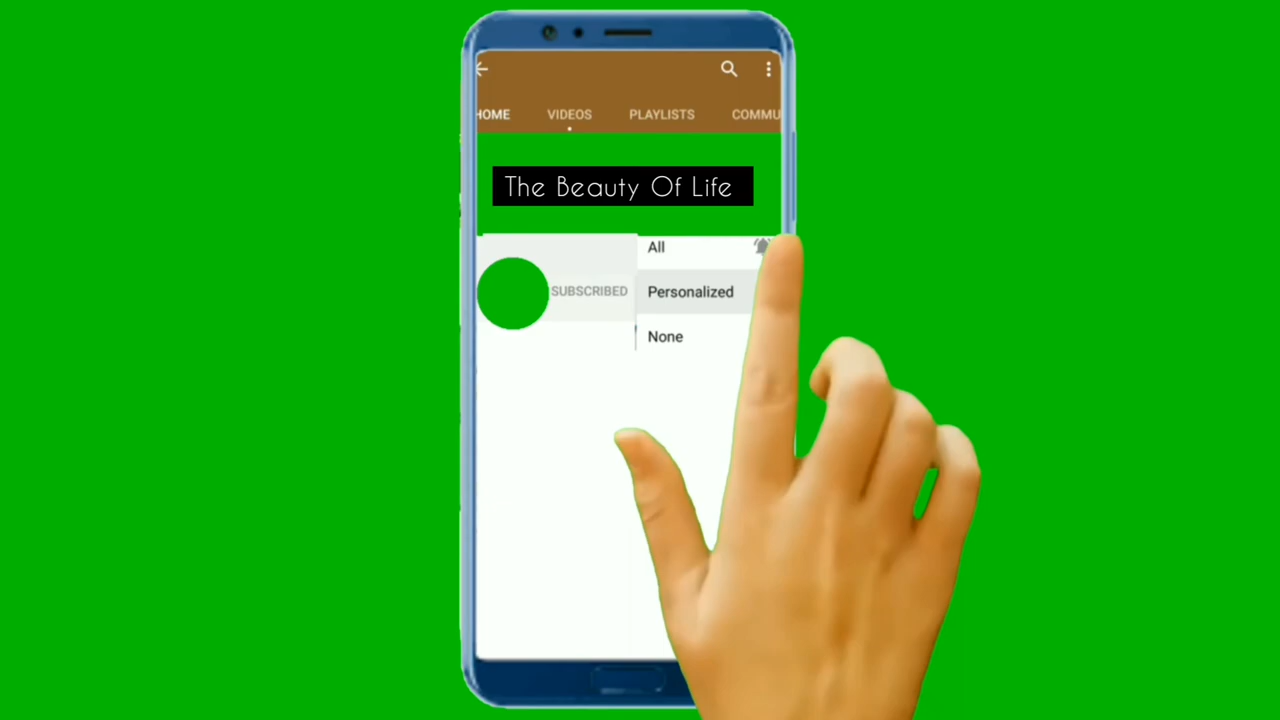 HOME VIDEOS PLAYLISTS COMMU
The Beauty Of Life
All
SUBSCRIBED Personalized
None